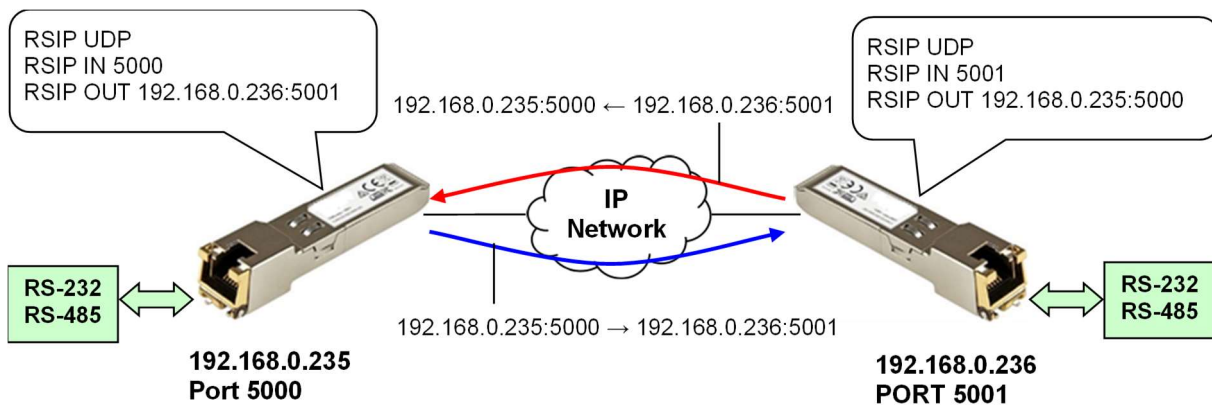 RSIP UDP
RSIP IN 5000
RSIP OUT 192.168.0.236:5001
RSIP UDP
RSIP IN 5001
RSIP OUT 192.168.0.235:5000
192.168.0.235:5000 ← 192.168.0.236:5001
IP
Network
RS-232
RS-485
RS-232
RS-485
192.168.0.235:5000 → 192.168.0.236:5001
192.168.0.235
Port 5000
192.168.0.236
PORT 5001